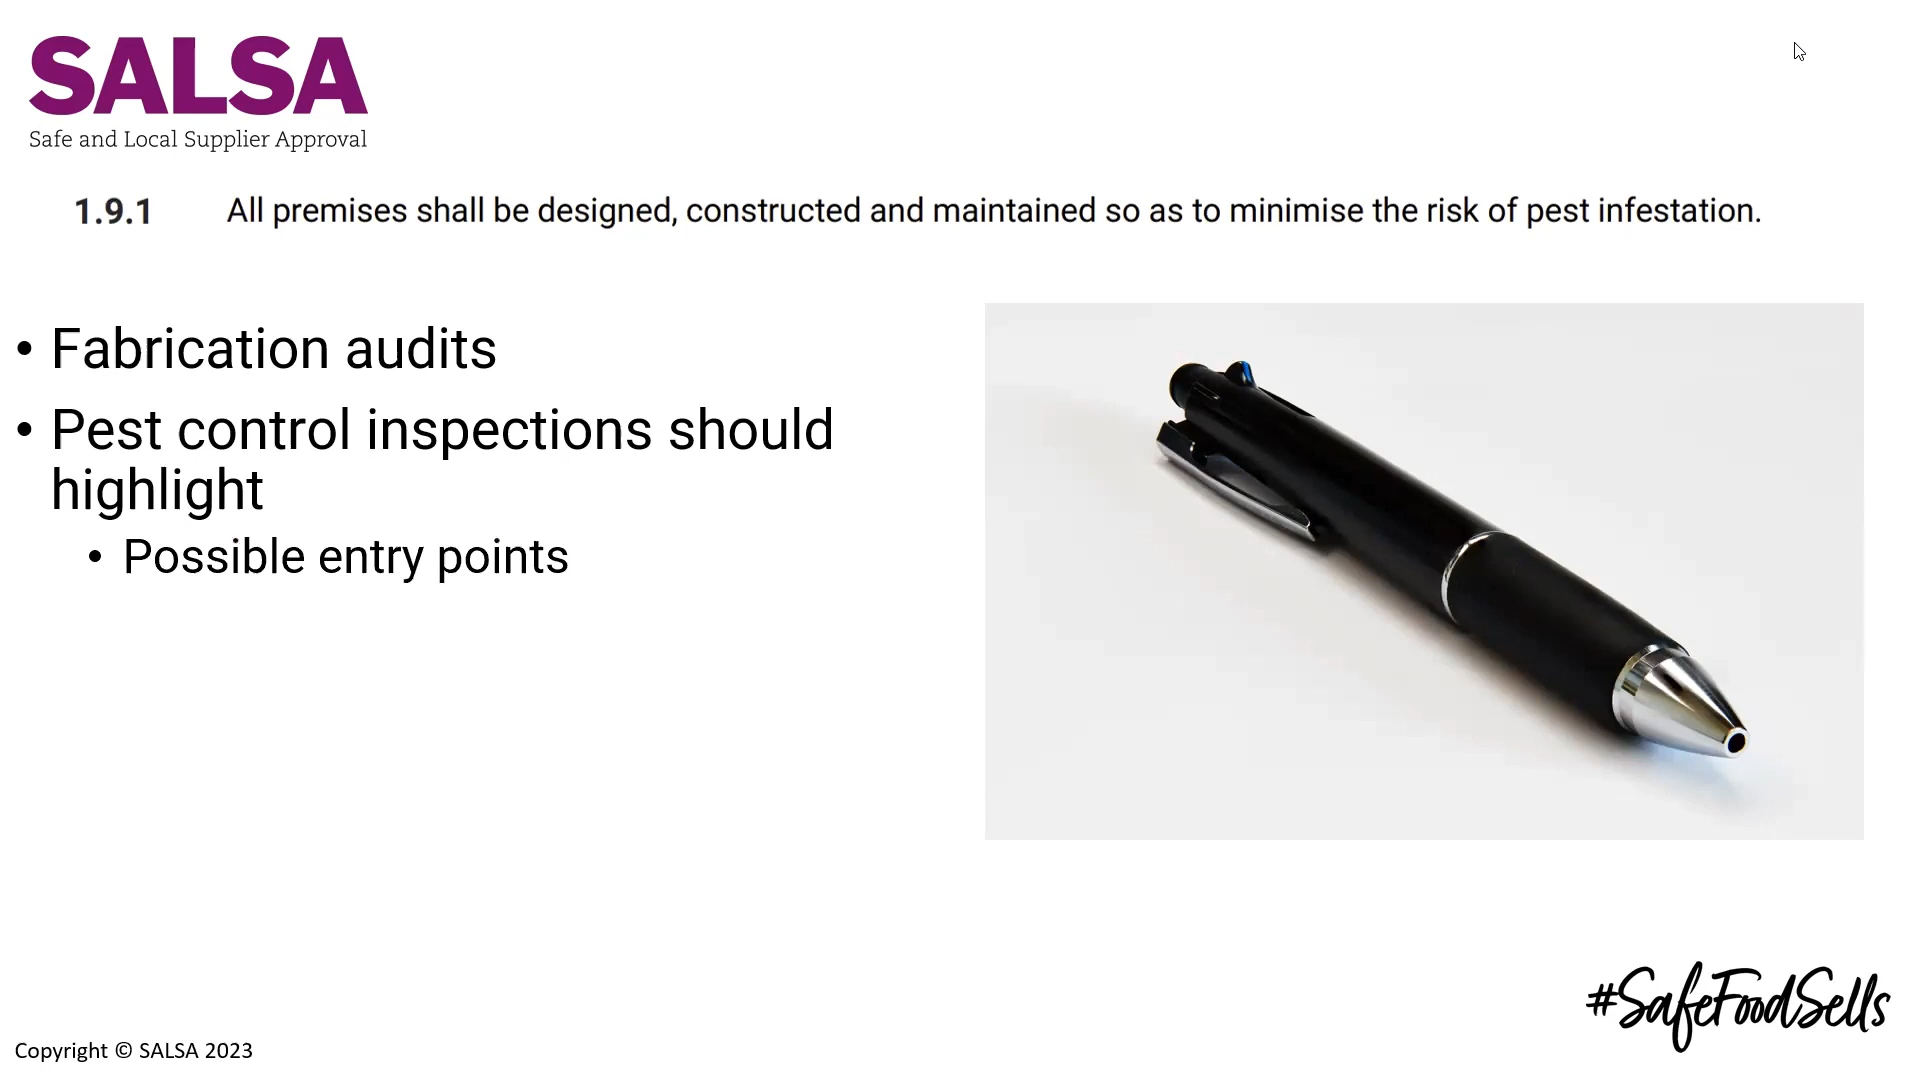 SALSA
Safe and Local Supplier Approval
1.9.1 All premises shall be designed, constructed and maintained so as to minimise the risk of pest infestation.
• Fabrication audits
• Pest control inspections should
highlight
• Possible entry points
#SafeFoodSells
Copyright © SALSA 2023